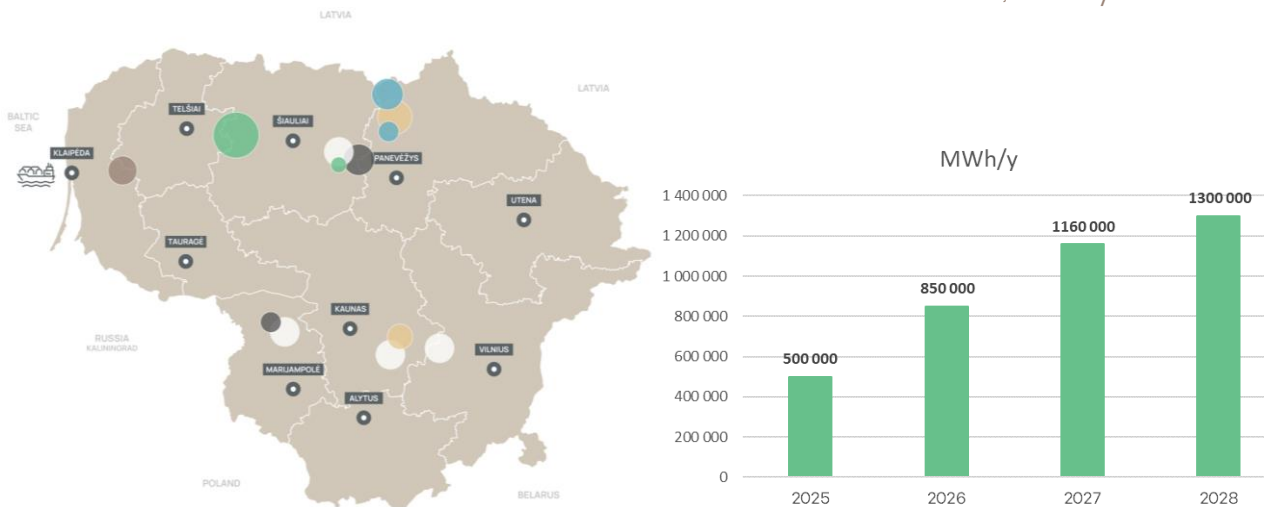 LATVIA
LATVIA
BALTIC
SEA
TELŠIAI
ŠIAULIAI
KLAIPĖDA
PANEVĖŽYS
UTENA
TAURAGĖ
KAUNAS
RUSSIA
KALININGRAD
VILNIUS
MARIJAMPOLĖ
ALYTUS
POLAND
BELARUS
MWh/y
1 400 000
1 200 000
1 000 000
800 000
600 000
400 000
200 000
0
500 000
850 000
1160 000
1300 000
2025
2026
2027
2028